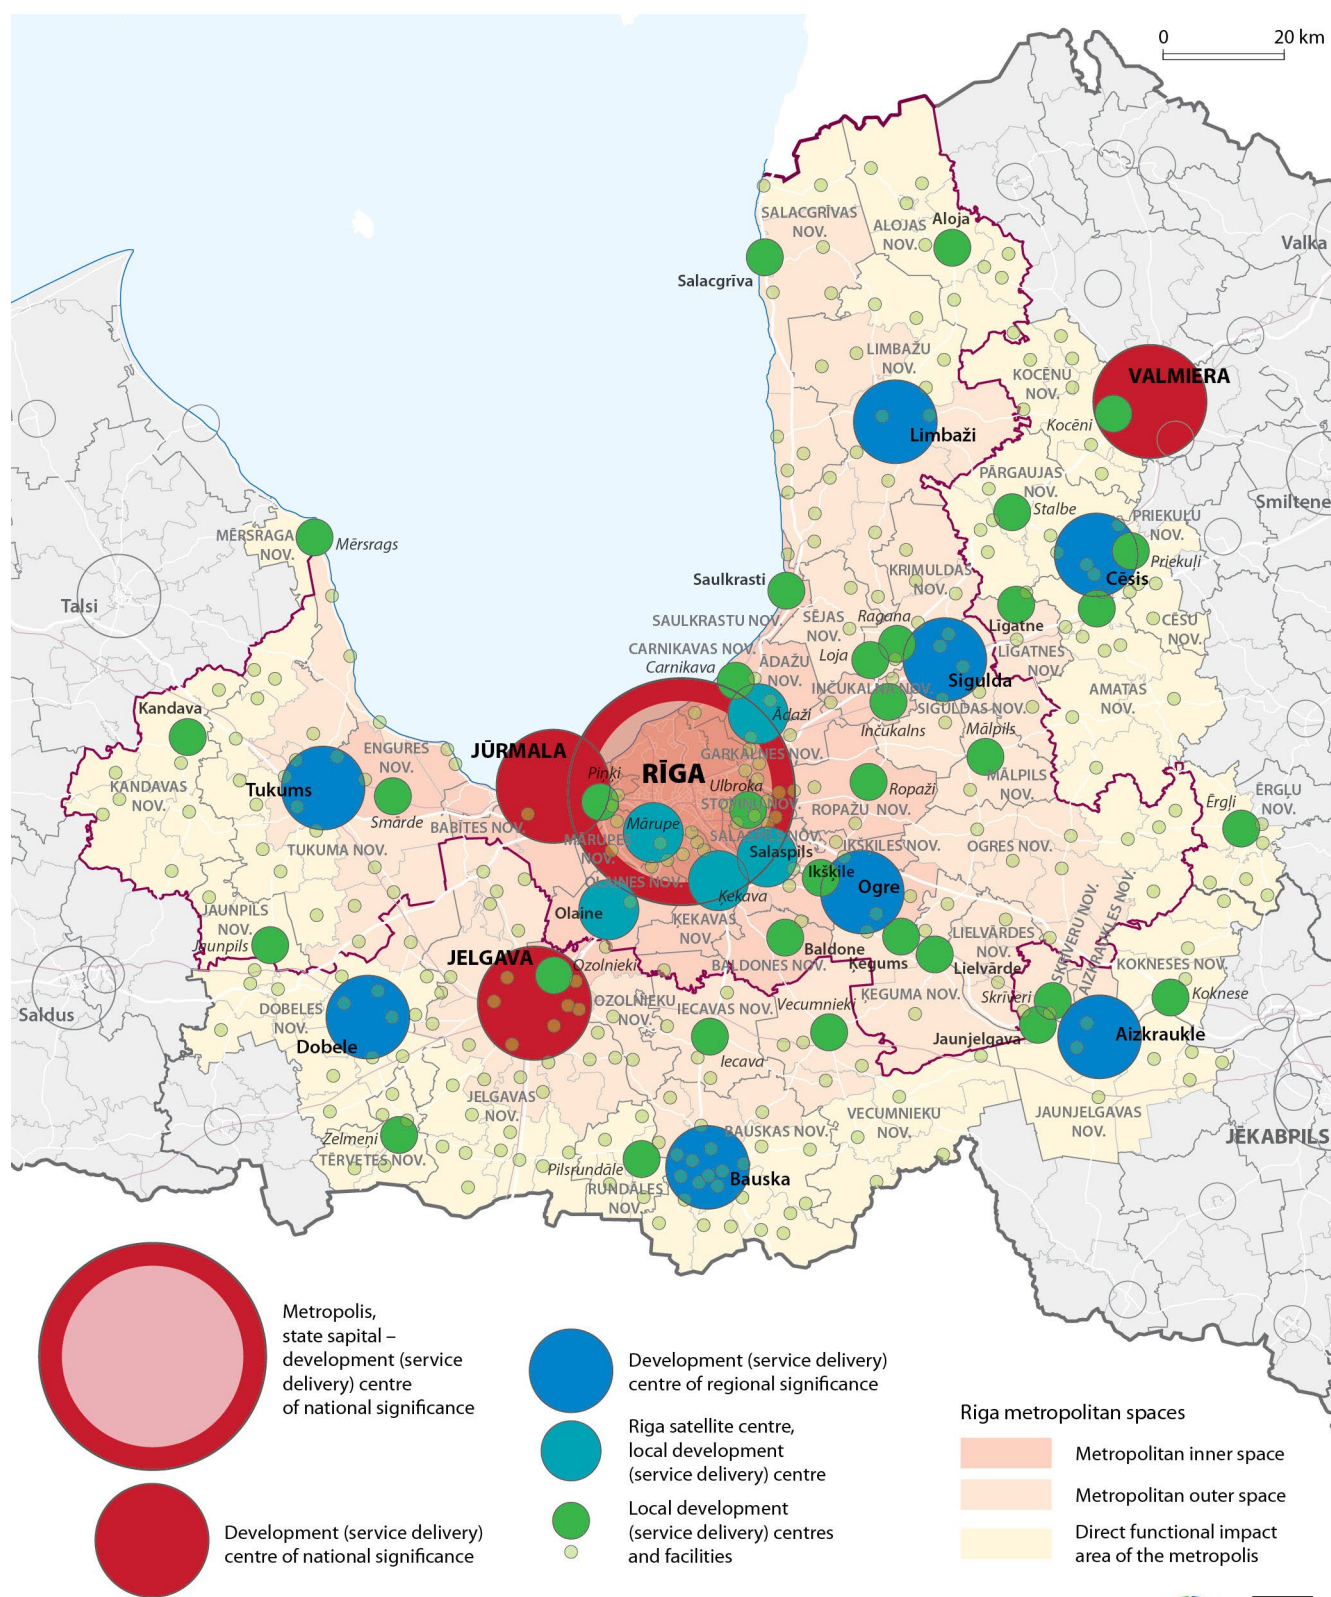 0 20 km
SALACGRĪVAS
NOV.
ALOJAS
NOV.
Aloja
Valka
Salacgrīva
LIMBAŽU
NOV.
KOCĒNU
NOV.
VALMIERA
Kocēni
Limbaži
PĀRGAUJAS
NOV.
Stalbe
Smiltene
PRIEKUĻU
NOV.
Priekuļi
MĒRSRAGA
NOV.
Mērsrags
Cēsis
Talsi
Saulkrasti
KRIMULDAS
NOV.
SAULKRASTU NOV.
SĒJAS
NOV.
Ragana
Līgatne
CĒSU
NOV.
CARNIKAVAS NOV.
Carnikava
ĀDAŽU
NOV.
Loja
LĪGATNES
NOV.
Sigulda
INČUKALNA NOV.
SIGULDAS NOV.
AMATAS
NOV.
Kandava
Ādaži
Inčukalns
Mālpils
ENGURES
NOV.
JŪRMALA
RĪGA
GARKALNES NOV.
Piņķi
Ulbroka
STOPIŅU NOV.
Ropaži
ROPAŽU NOV.
MĀLPILS
NOV.
KANDAVAS
NOV.
Tukums
Smārde
BABĪTES NOV.
Mārupe
MĀRUPES
NOV.
SALASPILS NOV.
Salaspils
IKŠĶILES NOV.
OGRES NOV.
Ērgļi
ĒRGĻU
NOV.
TUKUMA NOV.
Ikšķile
Ogre
OLAINES NOV.
Ķekava
Olaine
ĶEKAVAS
NOV.
JAUNPILS
NOV.
Jaunpils
JELGAVA
Ozolnieki
BALDONES NOV.
Baldone
Ķegums
LIELVĀRDES
NOV.
Lielvārde
SKRĪVERU NOV.
AIZKRAUKLES NOV.
KOKNESES NOV.
Koknese
Saldus
DOBELES
NOV.
Dobele
OZOLNIEKU
NOV.
IECAVAS NOV.
Vecumnieki
ĶEGUMA NOV.
Skrīveri
Jaunjelgava
Aizkraukle
Iecava
JELGAVAS
NOV.
VECUMNIEKU
NOV.
JAUNJELGAVAS
NOV.
JĒKABPILS
Zelmeņi
TĒRVETES NOV.
BAUSKAS NOV.
Pilsrundāle
RUNDĀLES
NOV.
Bauska
Metropolis,
state sapital –
development (service
delivery) centre
of national significance
Development (service delivery)
centre of national significance
Development (service delivery)
centre of regional significance
Riga satellite centre,
local development
(service delivery) centre
Local development
(service delivery) centres
and facilities
Riga metropolitan spaces
Metropolitan inner space
Metropolitan outer space
Direct functional impact
area of the metropolis